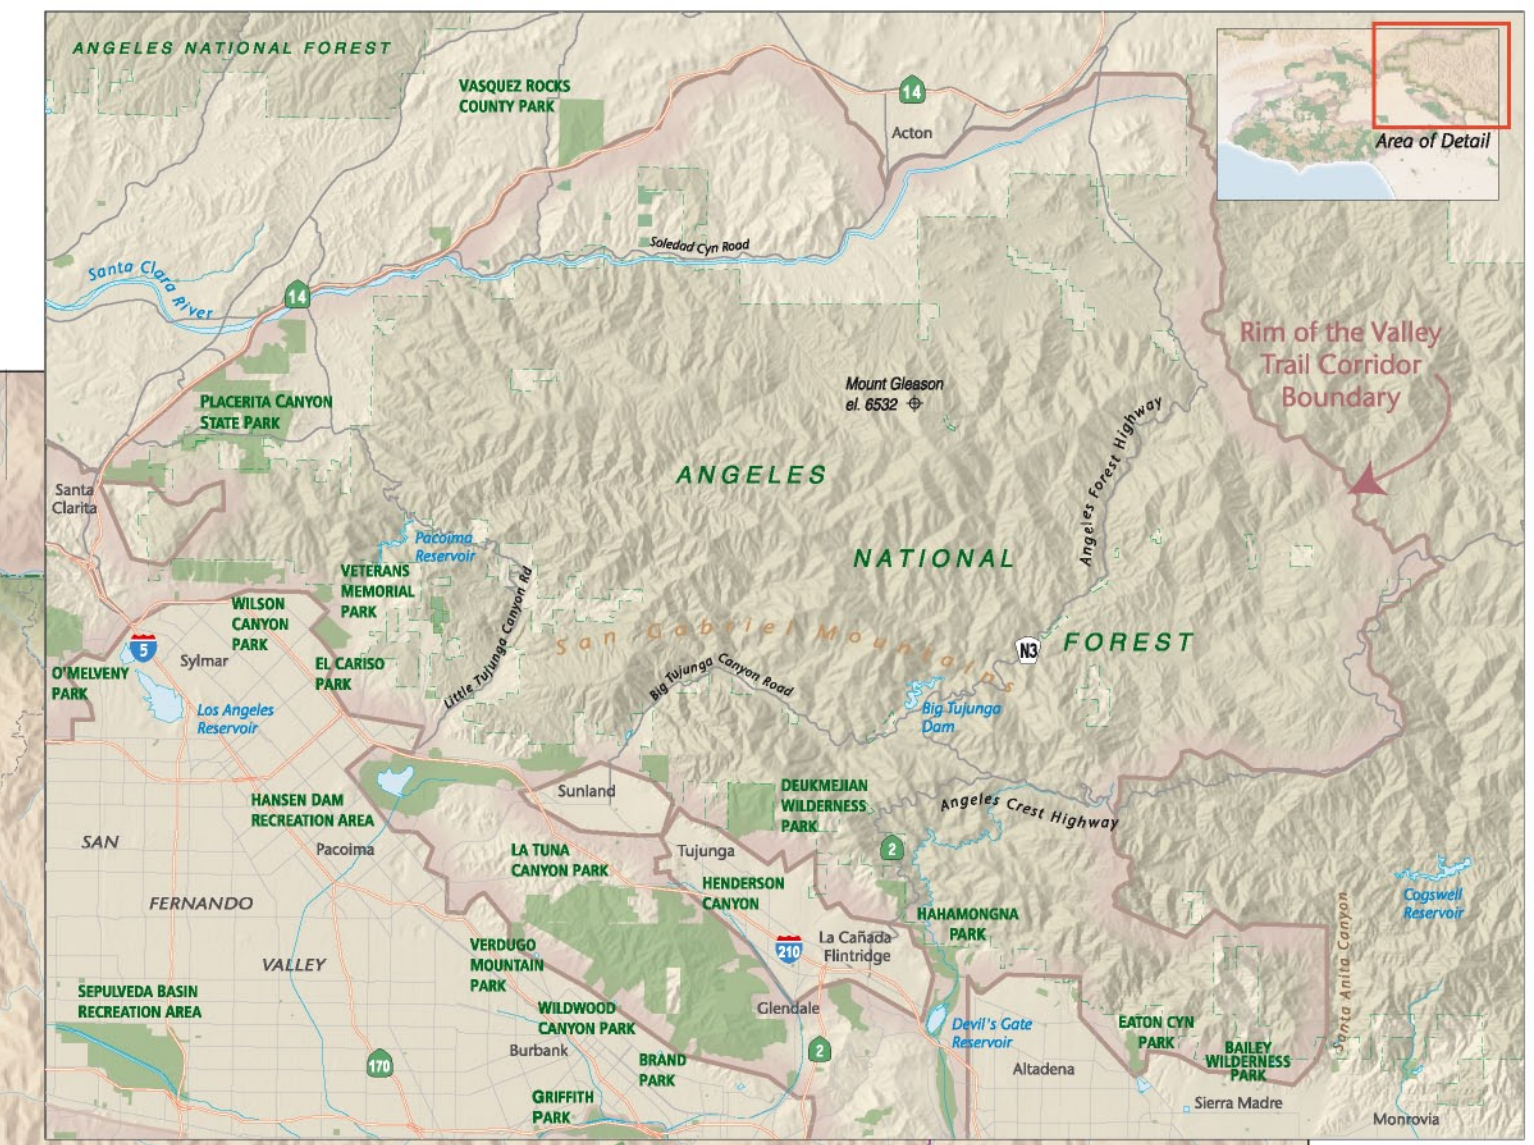 ANGELES NATIONAL FOREST
VASQUEZ ROCKS
COUNTY PARK
14
Acton
Area of Detail
Soledad Cyn Road
Santa Clara River
14
Rim of the Valley
Trail Corridor
Boundary
Mount Gleason
el. 6532
PLACERITA CANYON
STATE PARK
Angeles Forest Highway
ANGELES
Santa
Clarita
Pacoima
Reservoir
NATIONAL
VETERANS
MEMORIAL
PARK
Little Tujunga Canyon Rd
WILSON
CANYON
PARK
San Gabriel Mountains
N3
FOREST
5
Sylmar
O'MELVENY
PARK
EL CARISO
PARK
Big Tujunga Canyon Road
Los Angeles
Reservoir
Big Tujunga
Dam
HANSEN DAM
RECREATION AREA
Sunland
DEUKMEJIAN
WILDERNESS
PARK
Angeles Crest Highway
SAN
Pacoima
LA TUNA
CANYON PARK
Tujunga
2
HENDERSON
CANYON
Cogswell
Reservoir
FERNANDO
HAHAMONGNA
PARK
Santa Anita Canyon
VERDUGO
MOUNTAIN
PARK
210
La Cañada
Flintridge
VALLEY
SEPULVEDA BASIN
RECREATION AREA
WILDWOOD
CANYON PARK
Glendale
Devil's Gate
Reservoir
EATON CYN
PARK
Burbank
2
BAILEY
WILDERNESS
PARK
170
BRAND
PARK
Altadena
GRIFFITH
PARK
Sierra Madre
Monrovia